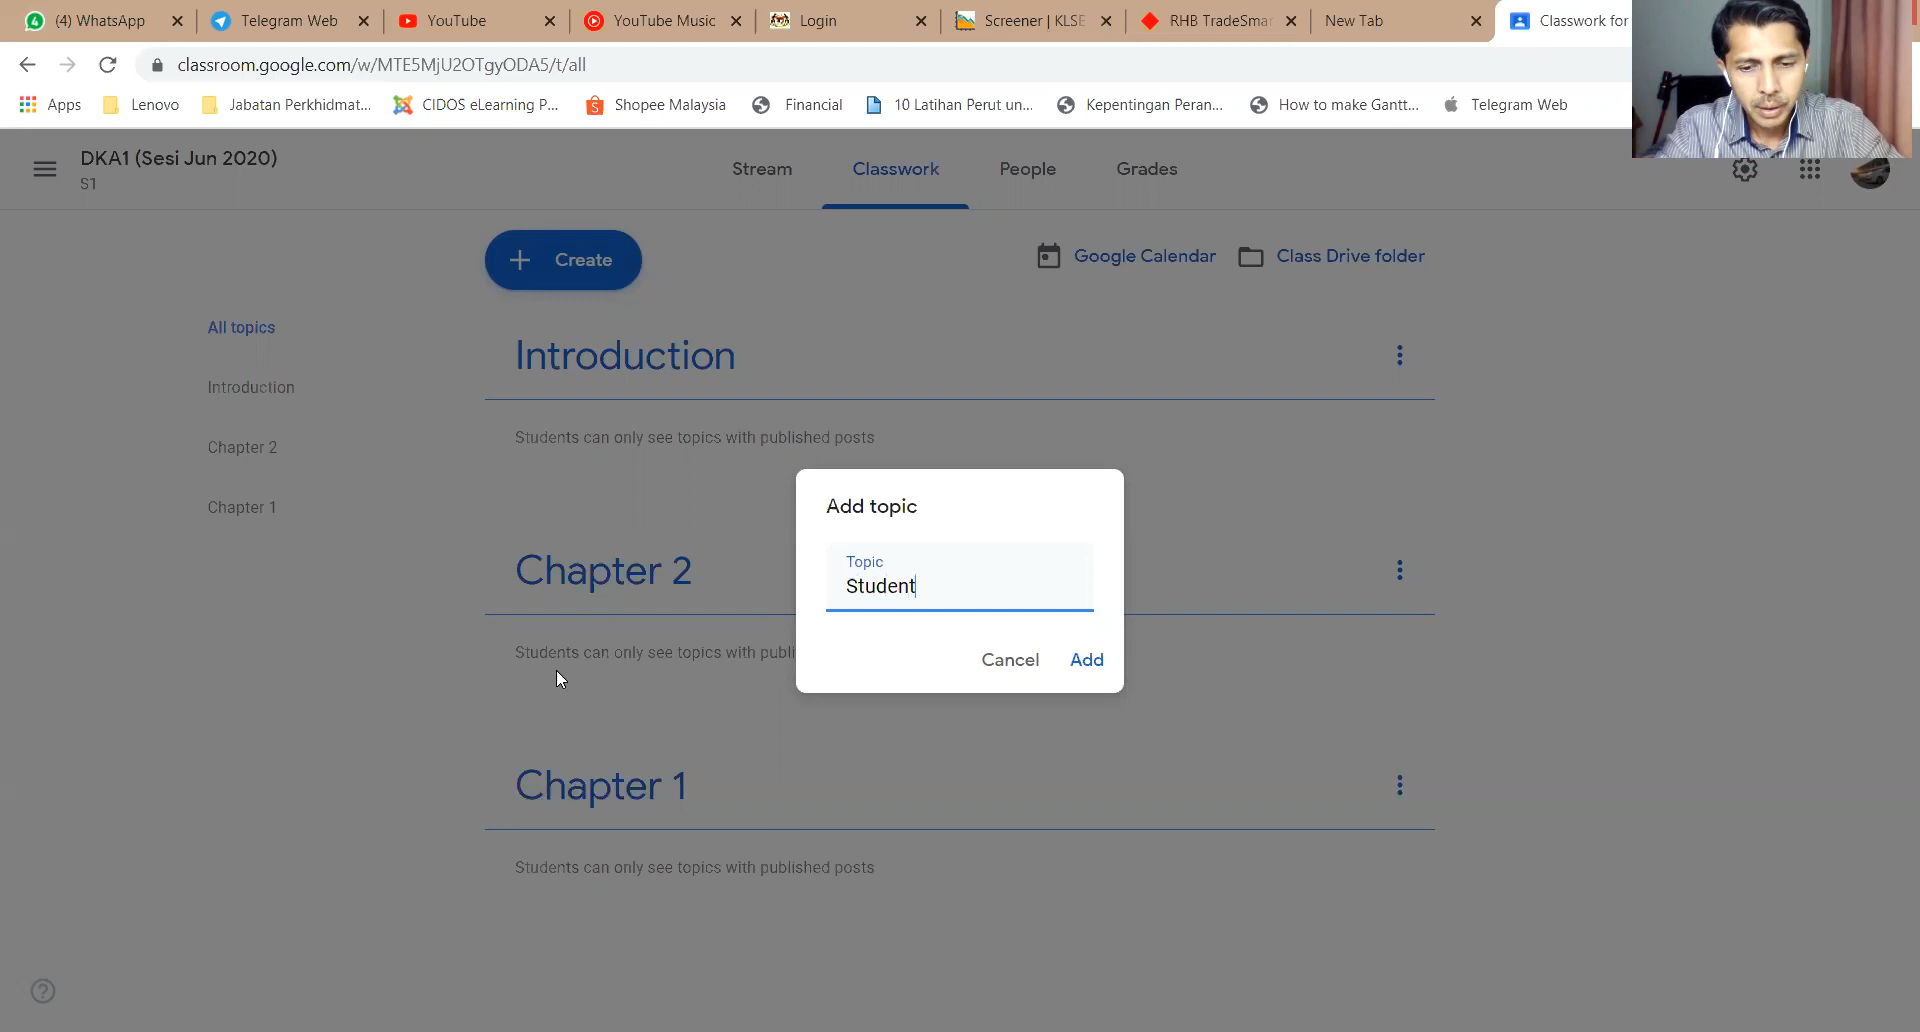 (4) WhatsApp
Telegram Web
YouTube
YouTube Music
Login
Screener | KLSE
RHB TradeSmar
New Tab
Classwork for
classroom.google.com/w/MTE5MjU2OTgyODA5/t/all
Apps
Lenovo
Jabatan Perkhidmat...
CIDOS eLearning P...
Shopee Malaysia
Financial
10 Latihan Perut un...
Kepentingan Peran...
How to make Gantt...
Telegram Web
DKA1 (Sesi Jun 2020)
S1
Stream
Classwork
People
Grades
Create
Google Calendar
Class Drive folder
All topics
Introduction
Chapter 2
Chapter 1
Introduction
Students can only see topics with published posts
Chapter 2
Students can only see topics with publi
Chapter 1
Students can only see topics with published posts
Add topic
Topic
Student
Cancel
Add